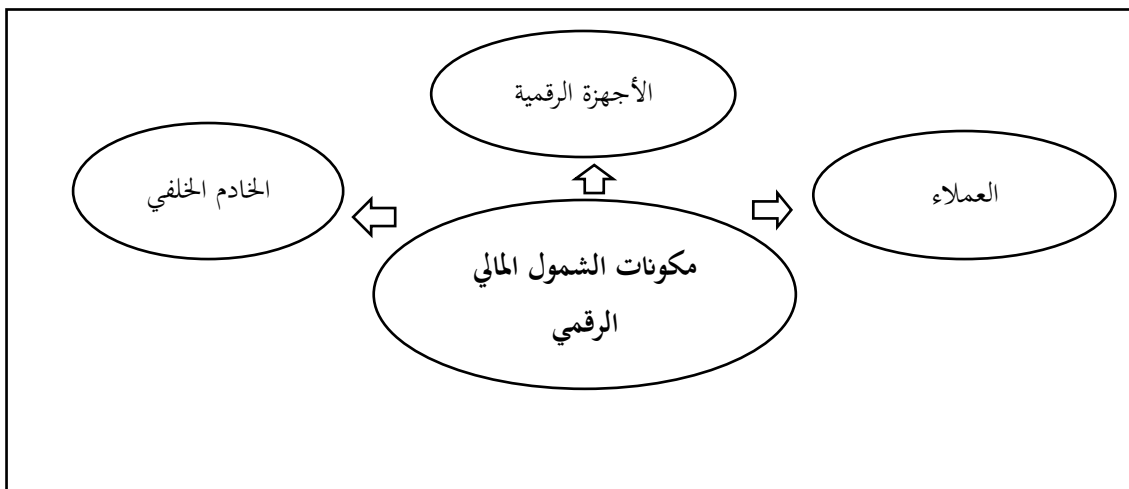 الأجهزة الرقمية
العملاء
الخادم الخلفي
مكونات الشمول المالي
الرقمي